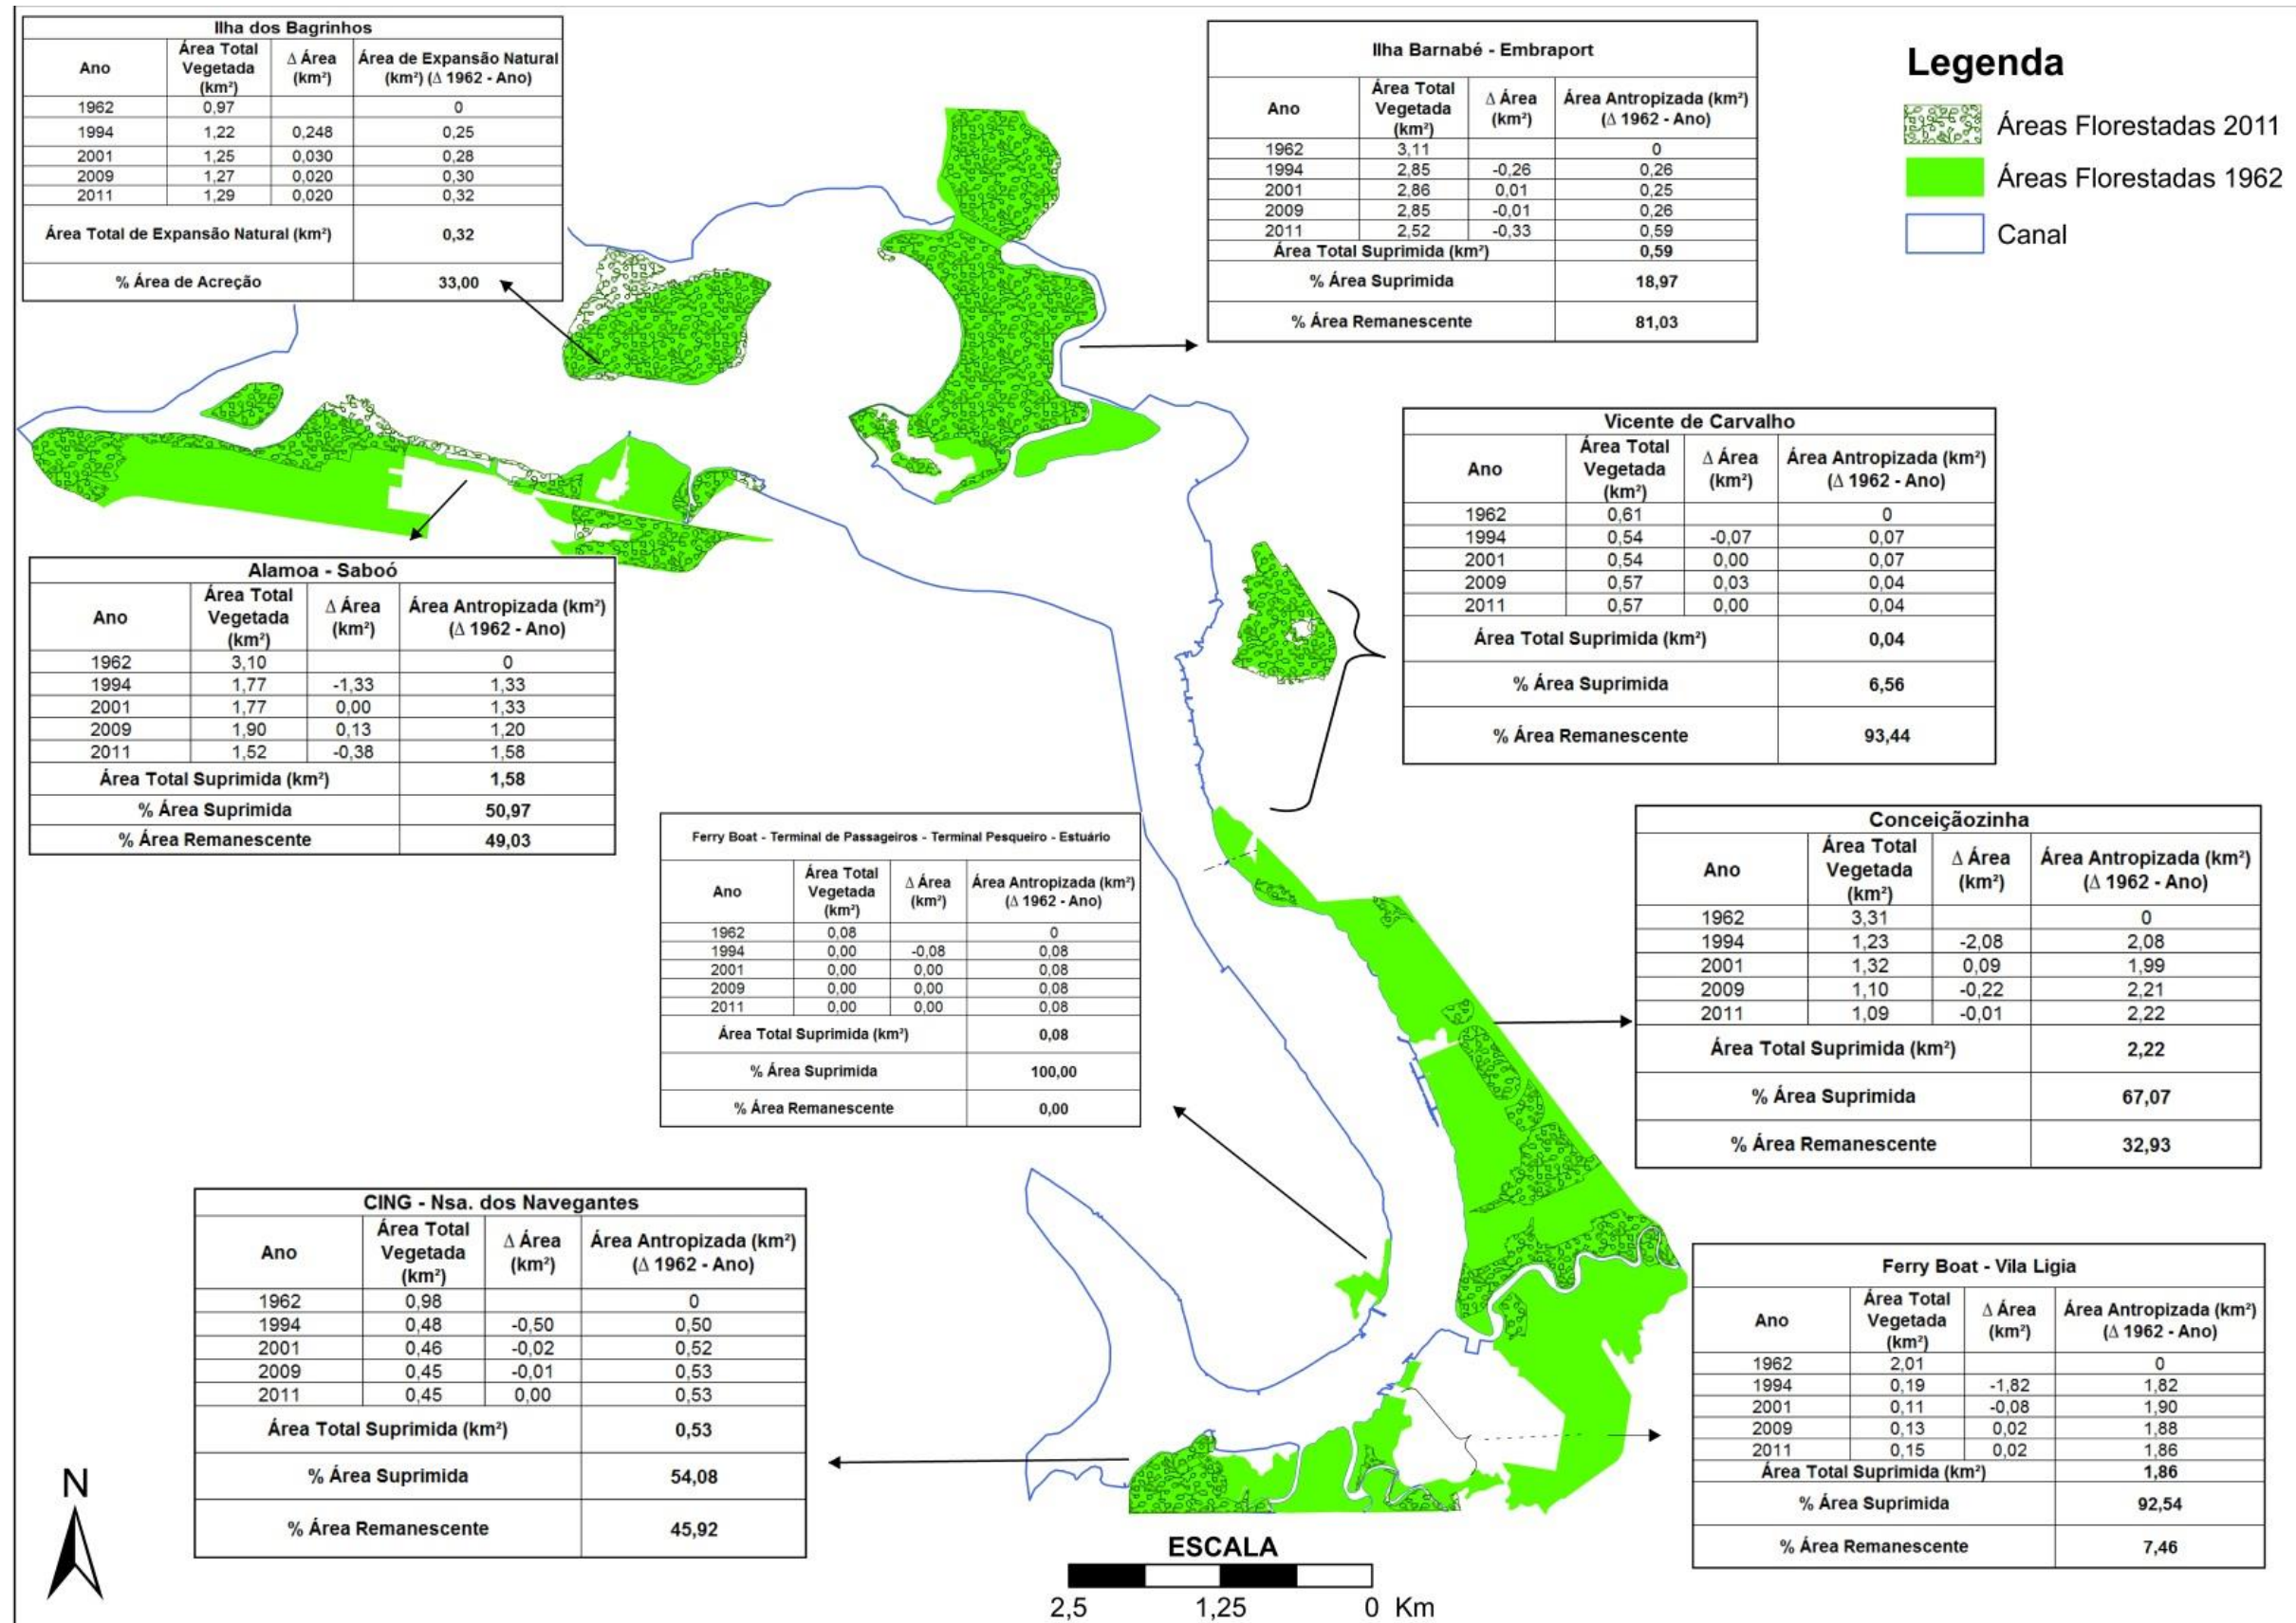 Ilha dos Bagrinhos
Ano Área Total Vegetada (km²) Δ Área (km²) Área de Expansão Natural (km²) (Δ 1962 - Ano)
1962 0,97 0
1994 1,22 0,248 0,25
2001 1,25 0,030 0,28
2009 1,27 0,020 0,30
2011 1,29 0,020 0,32
Área Total de Expansão Natural (km²) 0,32
% Área de Acreção 33,00
Ilha Barnabé - Embraport
Ano Área Total Vegetada (km²) Δ Área (km²) Área Antropizada (km²) (Δ 1962 - Ano)
1962 3,11 0
1994 2,85 -0,26 0,26
2001 2,86 0,01 0,25
2009 2,85 -0,01 0,26
2011 2,52 -0,33 0,59
Área Total Suprimida (km²) 0,59
% Área Suprimida 18,97
% Área Remanescente 81,03
Legenda
Áreas Florestadas 2011
Áreas Florestadas 1962
Canal
Vicente de Carvalho
Ano Área Total Vegetada (km²) Δ Área (km²) Área Antropizada (km²) (Δ 1962 - Ano)
1962 0,61 0
1994 0,54 -0,07 0,07
2001 0,54 0,00 0,07
2009 0,57 0,03 0,04
2011 0,57 0,00 0,04
Área Total Suprimida (km²) 0,04
% Área Suprimida 6,56
% Área Remanescente 93,44
Alamoa - Saboó
Ano Área Total Vegetada (km²) Δ Área (km²) Área Antropizada (km²) (Δ 1962 - Ano)
1962 3,10 0
1994 1,77 -1,33 1,33
2001 1,77 0,00 1,33
2009 1,90 0,13 1,20
2011 1,52 -0,38 1,58
Área Total Suprimida (km²) 1,58
% Área Suprimida 50,97
% Área Remanescente 49,03
Ferry Boat - Terminal de Passageiros - Terminal Pesqueiro - Estuário
Ano Área Total Vegetada (km²) Δ Área (km²) Área Antropizada (km²) (Δ 1962 - Ano)
1962 0,08 0
1994 0,00 -0,08 0,08
2001 0,00 0,00 0,08
2009 0,00 0,00 0,08
2011 0,00 0,00 0,08
Área Total Suprimida (km²) 0,08
% Área Suprimida 100,00
% Área Remanescente 0,00
Conceiçãozinha
Ano Área Total Vegetada (km²) Δ Área (km²) Área Antropizada (km²) (Δ 1962 - Ano)
1962 3,31 0
1994 1,23 -2,08 2,08
2001 1,32 0,09 1,99
2009 1,10 -0,22 2,21
2011 1,09 -0,01 2,22
Área Total Suprimida (km²) 2,22
% Área Suprimida 67,07
% Área Remanescente 32,93
CING - Nsa. dos Navegantes
Ano Área Total Vegetada (km²) Δ Área (km²) Área Antropizada (km²) (Δ 1962 - Ano)
1962 0,98 0
1994 0,48 -0,50 0,50
2001 0,46 -0,02 0,52
2009 0,45 -0,01 0,53
2011 0,45 0,00 0,53
Área Total Suprimida (km²) 0,53
% Área Suprimida 54,08
% Área Remanescente 45,92
Ferry Boat - Vila Ligia
Ano Área Total Vegetada (km²) Δ Área (km²) Área Antropizada (km²) (Δ 1962 - Ano)
1962 2,01 0
1994 0,19 -1,82 1,82
2001 0,11 -0,08 1,90
2009 0,13 0,02 1,88
2011 0,15 0,02 1,86
Área Total Suprimida (km²) 1,86
% Área Suprimida 92,54
% Área Remanescente 7,46
N
ESCALA
2,5 1,25 0 Km